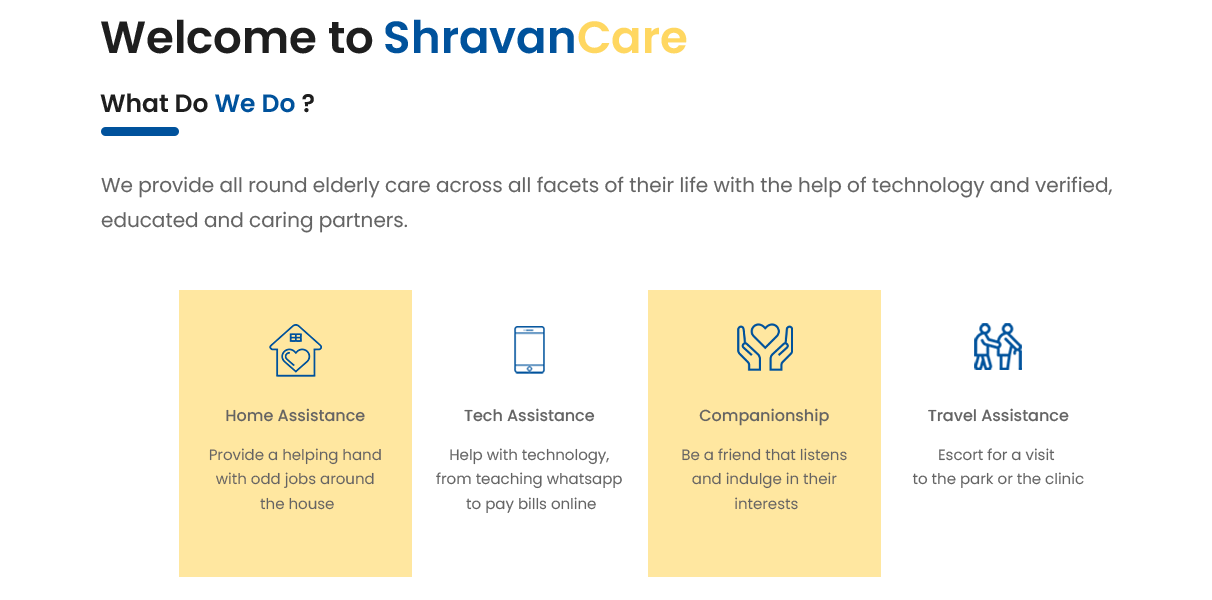 Welcome to ShravanCare
What Do We Do ?
We provide all round elderly care across all facets of their life with the help of technology and verified,
educated and caring partners.
Home Assistance
Provide a helping hand
with odd jobs around
the house
Tech Assistance
Help with technology,
from teaching whatsapp
to pay bills online
Companionship
Be a friend that listens
and indulge in their
interests
Travel Assistance
Escort for a visit
to the park or the clinic